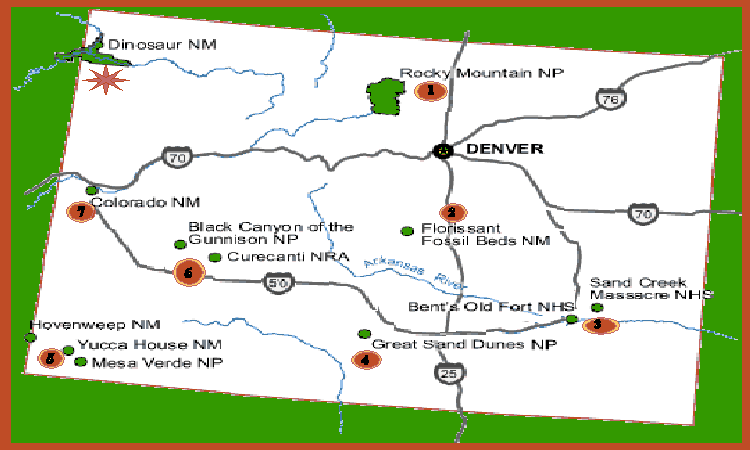 Dinosaur NM
Rocky Mountain NP
1
76
DENVER
70
Colorado NM
7
2
70
Black Canyon of the
Gunnison NP
Florissant
Fossil Beds NM
Curecanti NRA
6
50
Arkansas River
Sand Creek
Massacre NHS
Bent's Old Fort NHS
3
Hovenweep NM
Yucca House NM
5
Mesa Verde NP
Great Sand Dunes NP
4
25